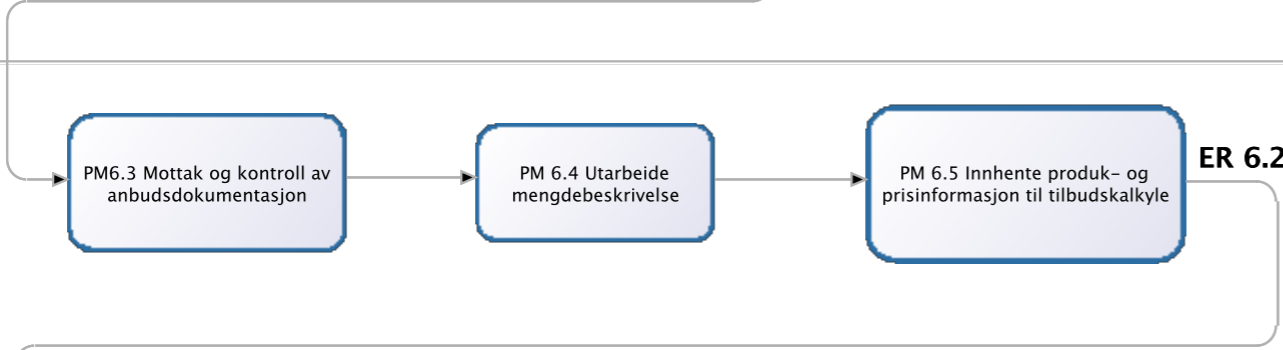 PM6.3 Mottak og kontroll av
anbudsdokumentasjon
PM 6.4 Utarbeide
mengdebeskrivelse
PM 6.5 Innhente produk- og
prisinformasjon til tilbudskalkyle
ER 6.2